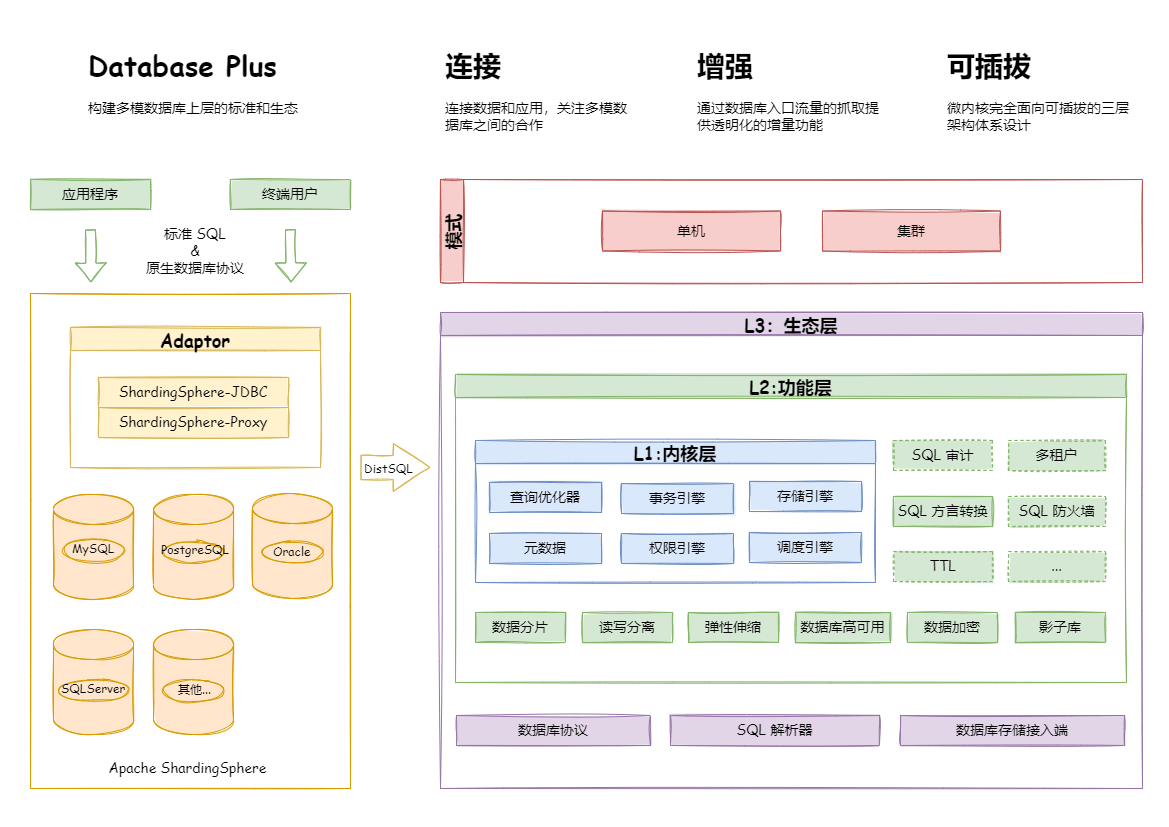 Database Plus
构建多模数据库上层的标准和生态
连接
连接数据和应用，关注多模数
据库之间的合作
增强
通过数据库入口流量的抓取提
供透明化的增量功能
可插拔
微内核完全面向可插拔的三层
架构体系设计
应用程序
终端用户
标准 SQL
&
原生数据库协议
Adaptor
ShardingSphere-JDBC
ShardingSphere-Proxy
MySQL
PostgreSQL
Oracle
SQLServer
其他...
Apache ShardingSphere
DistSQL
模式
单机
集群
L3：生态层
L2:功能层
L1:内核层
查询优化器
事务引擎
存储引擎
元数据
权限引擎
调度引擎
SQL 审计
多租户
SQL 方言转换
SQL 防火墙
TTL
...
数据分片
读写分离
弹性伸缩
数据库高可用
数据加密
影子库
数据库协议
SQL 解析器
数据库存储接入端